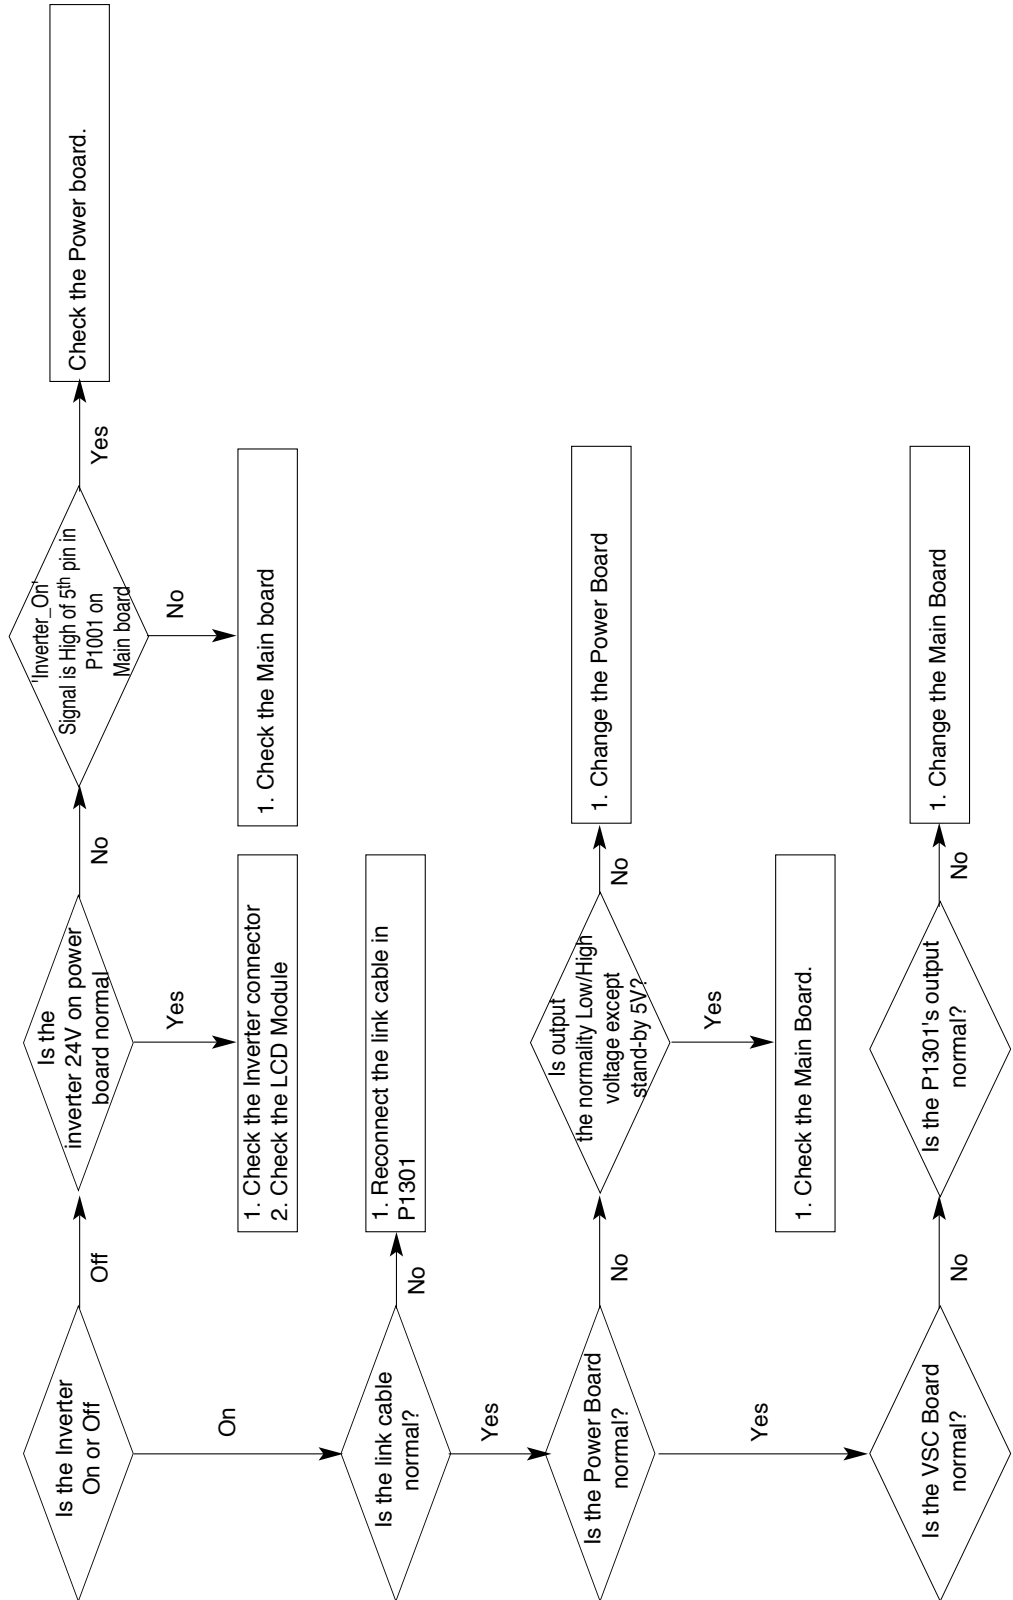 Is the Inverter
On or Off
Off
On
Is the
inverter 24V on power
board normal
No
Yes
'Inverter_On'
Signal is High of 5th pin in
P1001 on
Main board
Yes
No
Check the Power board.
1. Check the Inverter connector
2. Check the LCD Module
1. Check the Main board
Is the link cable
normal?
No
Yes
1. Reconnect the link cable in
P1301
Is the Power Board
normal?
No
Yes
Is output
the normality Low/High
voltage except
stand-by 5V?
No
Yes
1. Change the Power Board
1. Check the Main Board.
Is the VSC Board
normal?
No
Is the P1301's output
normal?
No
1. Change the Main Board